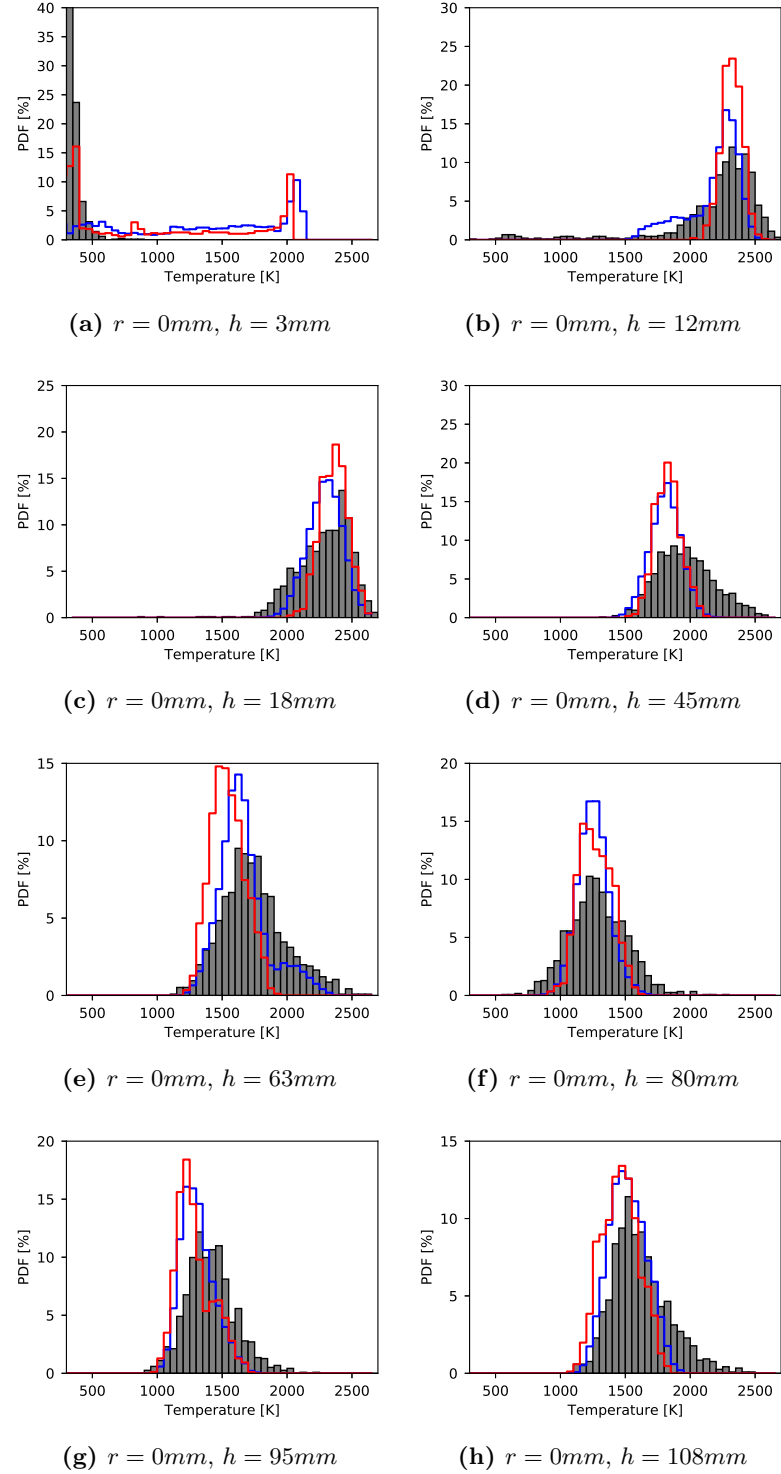 40
35
30
25
20
15
10
5
0
PDF [%]
500 1000 1500 2000 2500
Temperature [K]
(a) r = 0mm, h = 3mm
30
25
20
15
10
5
0
PDF [%]
500 1000 1500 2000 2500
Temperature [K]
(b) r = 0mm, h = 12mm
25
20
15
10
5
0
PDF [%]
500 1000 1500 2000 2500
Temperature [K]
(c) r = 0mm, h = 18mm
30
25
20
15
10
5
0
PDF [%]
500 1000 1500 2000 2500
Temperature [K]
(d) r = 0mm, h = 45mm
15
10
5
0
PDF [%]
500 1000 1500 2000 2500
Temperature [K]
(e) r = 0mm, h = 63mm
20
15
10
5
0
PDF [%]
500 1000 1500 2000 2500
Temperature [K]
(f) r = 0mm, h = 80mm
20
15
10
5
0
PDF [%]
500 1000 1500 2000 2500
Temperature [K]
(g) r = 0mm, h = 95mm
15
10
5
0
PDF [%]
500 1000 1500 2000 2500
Temperature [K]
(h) r = 0mm, h = 108mm